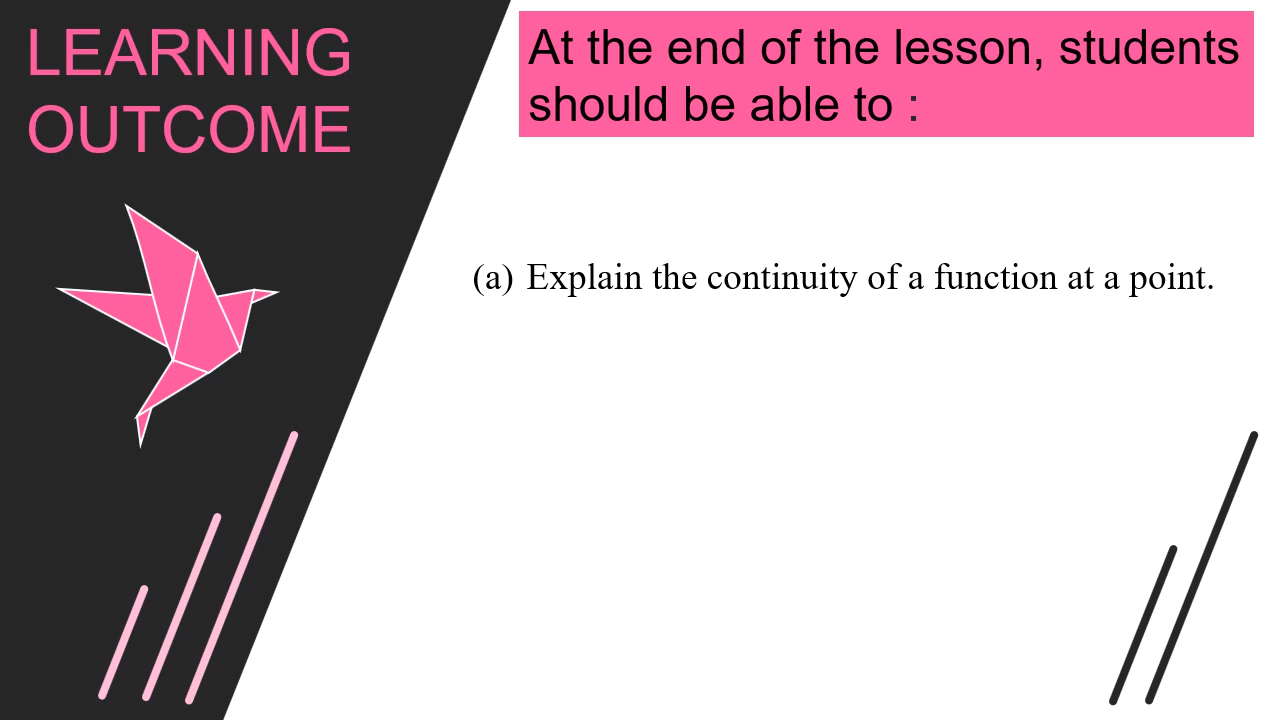 LEARNING
OUTCOME
At the end of the lesson, students
should be able to :
(a) Explain the continuity of a function at a point.